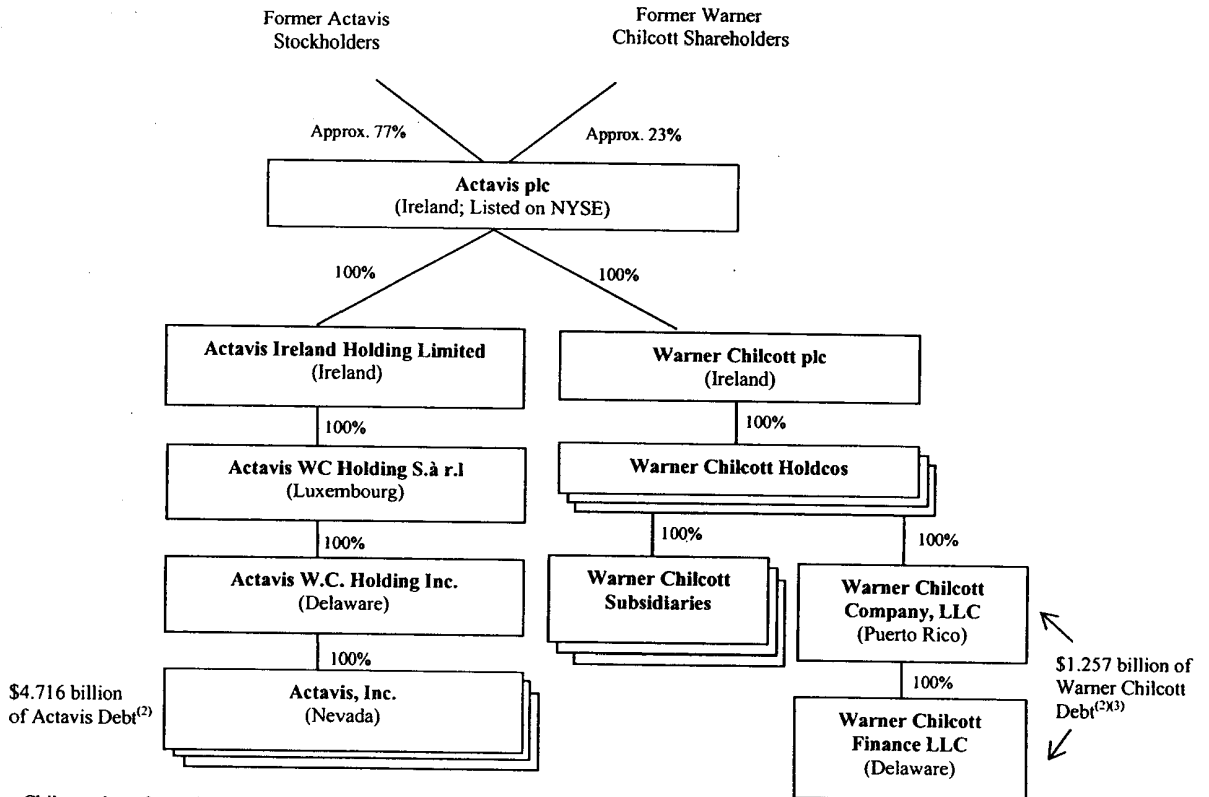 Former Actavis
Stockholders
Former Warner
Chilcott Shareholders
Approx. 77%
Approx. 23%
Actavis plc
(Ireland; Listed on NYSE)
100%
100%
Actavis Ireland Holding Limited
(Ireland)
Warner Chilcott plc
(Ireland)
100%
100%
Actavis WC Holding S.à r.l
(Luxembourg)
Warner Chilcott Holdcos
100%
100%
100%
Actavis W.C. Holding Inc.
(Delaware)
Warner Chilcott
Subsidiaries
Warner Chilcott
Company, LLC
(Puerto Rico)
100%
100%
$4.716 billion
of Actavis Debt(2)
Actavis, Inc.
(Nevada)
$1.257 billion of
Warner Chilcott
Debt(2)(3)
Warner Chilcott
Finance LLC
(Delaware)